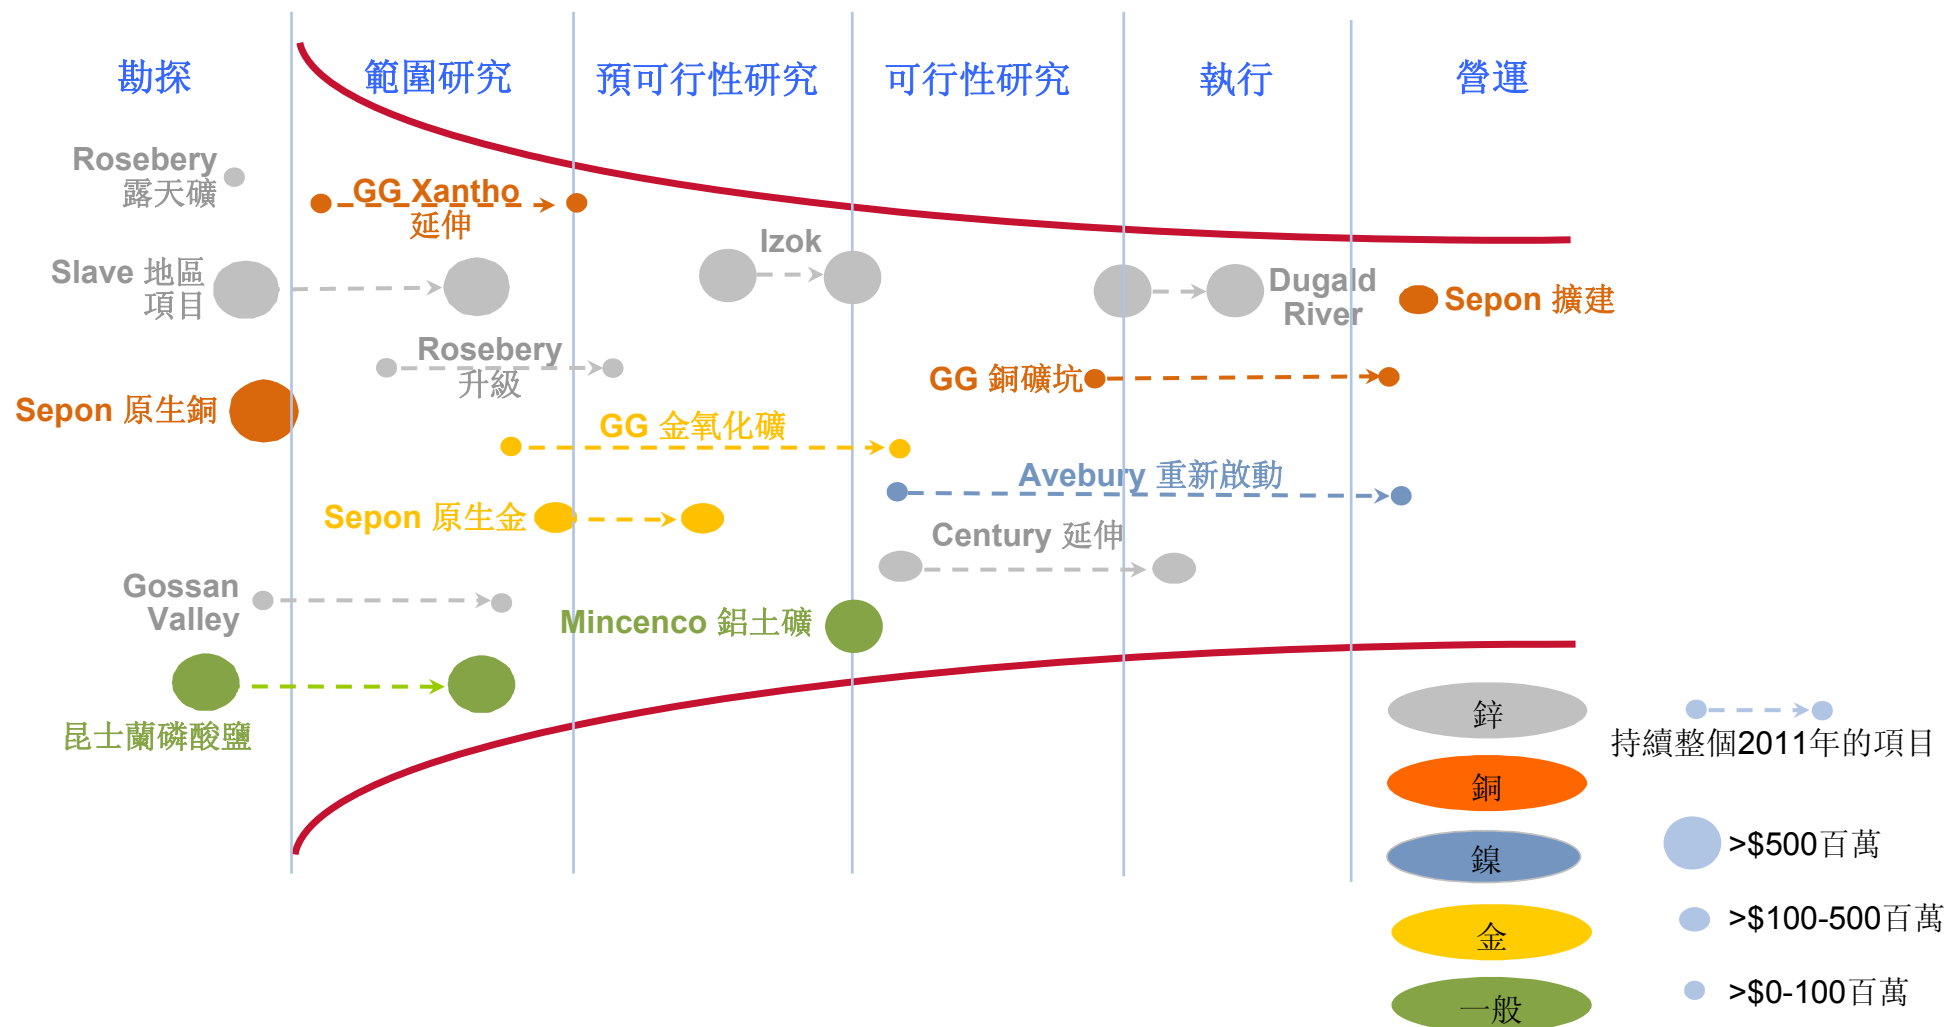 勘探
範圍研究
預可行性研究
可行性研究
執行
營運
Rosebery
露天礦
GG Xantho
延伸
Slave 地區
項目
Izok
Dugald
River
Sepon 擴建
Rosebery
升級
GG 銅礦坑
Sepon 原生銅
GG 金氧化礦
Avebury 重新啟動
Sepon 原生金
Century 延伸
Gossan
Valley
Mincenco 鋁土礦
昆士蘭磷酸鹽
鋅
銅
鎳
金
一般
持續整個2011年的項目
>$500百萬
>$100-500百萬
>$0-100百萬